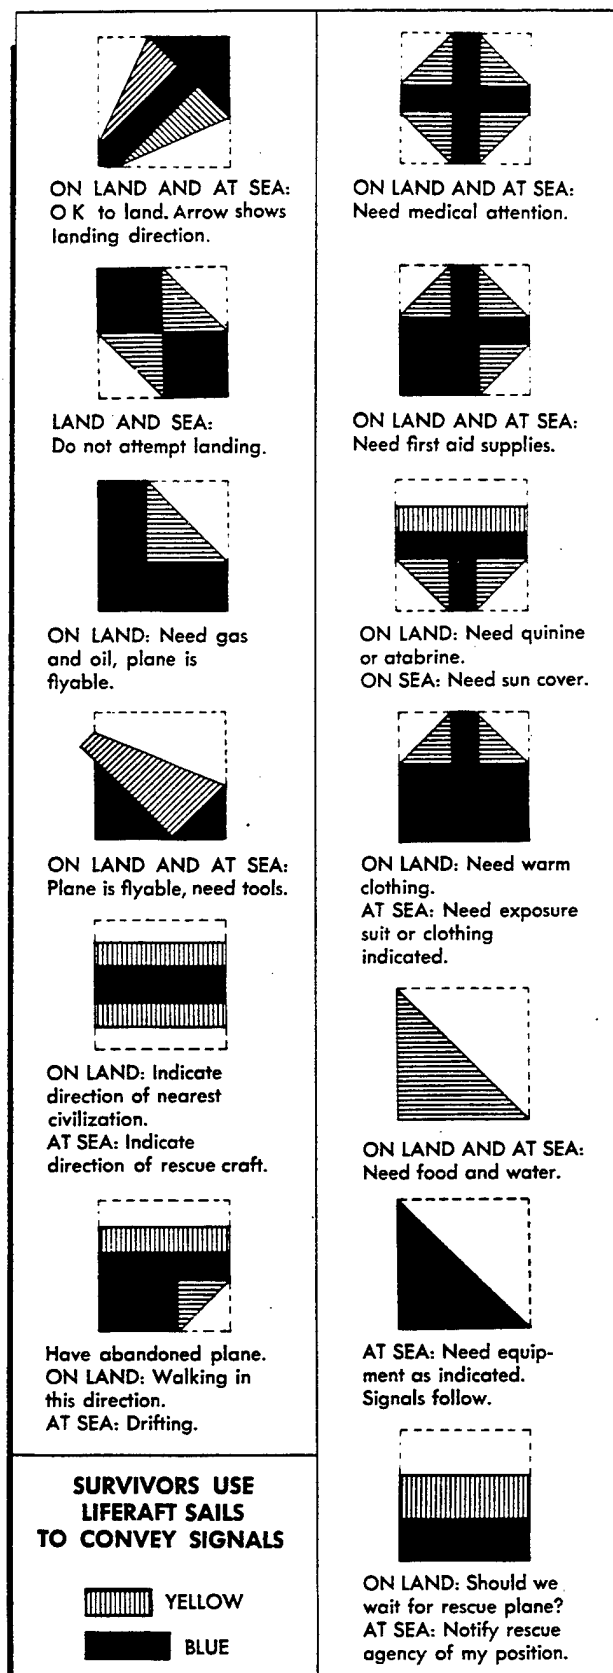 ON LAND AND AT SEA:
O K to land. Arrow shows
landing direction.
LAND AND SEA:
Do not attempt landing.
ON LAND: Need gas
and oil, plane is
flyable.
ON LAND AND AT SEA:
Plane is flyable, need tools.
ON LAND: Indicate
direction of nearest
civilization.
AT SEA: Indicate
direction of rescue craft.
Have abandoned plane.
ON LAND: Walking in
this direction.
AT SEA: Drifting.
SURVIVORS USE
LIFERAFT SAILS
TO CONVEY SIGNALS
YELLOW
BLUE
ON LAND AND AT SEA:
Need medical attention.
ON LAND AND AT SEA:
Need first aid supplies.
ON LAND: Need quinine
or atabrine.
ON SEA: Need sun cover.
ON LAND: Need warm
clothing.
AT SEA: Need exposure
suit or clothing
indicated.
ON LAND AND AT SEA:
Need food and water.
AT SEA: Need equip-
ment as indicated.
Signals follow.
ON LAND: Should we
wait for rescue plane?
AT SEA: Notify rescue
agency of my position.